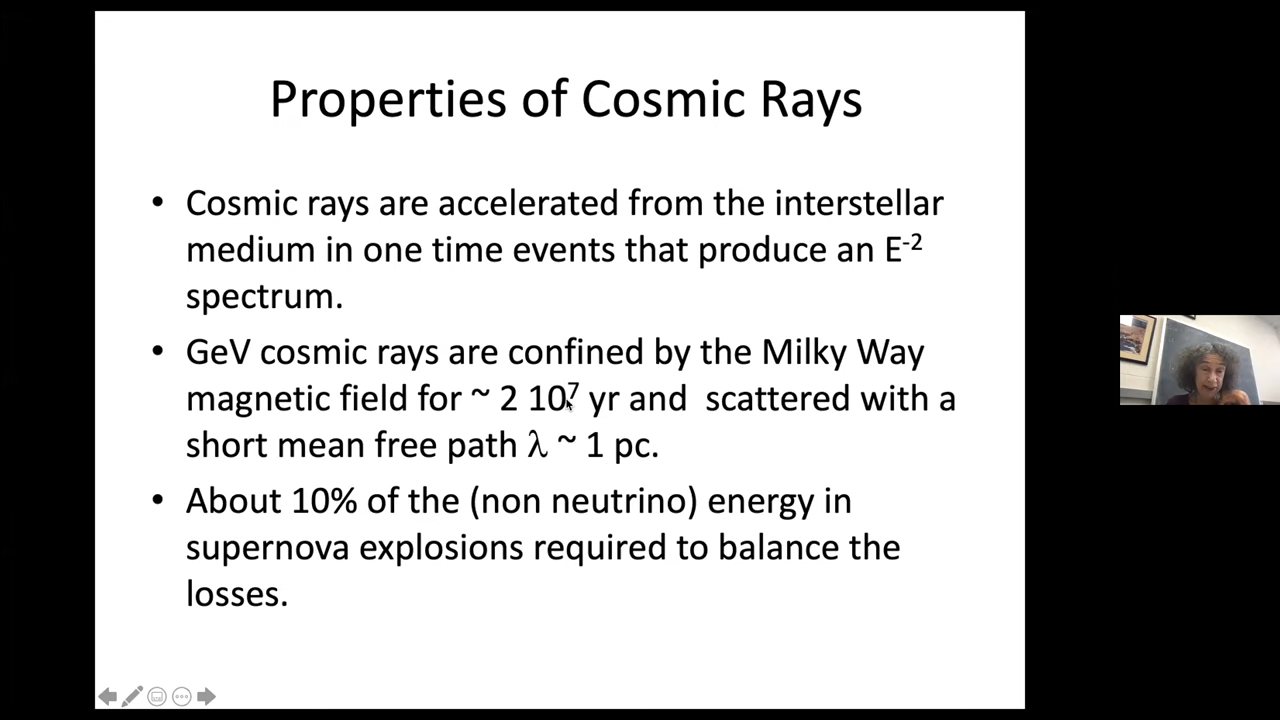 Properties of Cosmic Rays
• Cosmic rays are accelerated from the interstellar
medium in one time events that produce an E⁻²
spectrum.
• GeV cosmic rays are confined by the Milky Way
magnetic field for ~ 2 10⁷ yr and scattered with a
short mean free path λ ~ 1 pc.
• About 10% of the (non neutrino) energy in
supernova explosions required to balance the
losses.